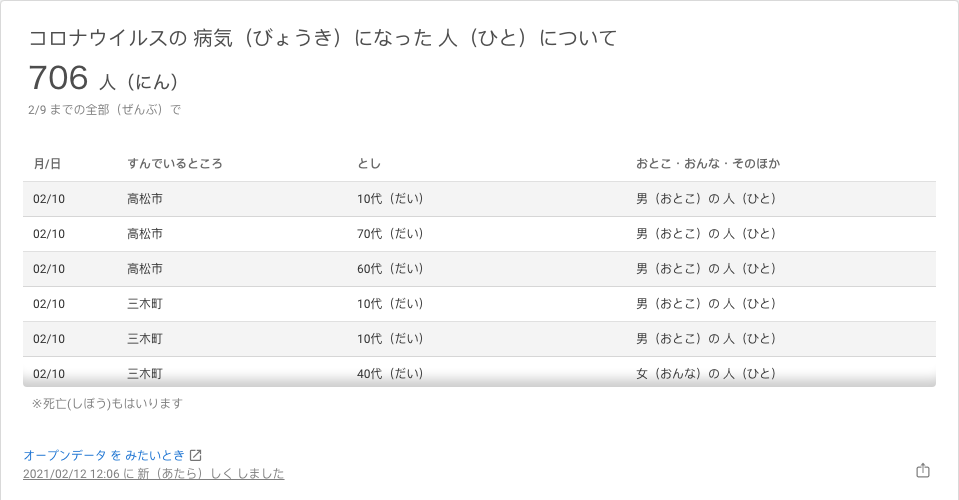 コロナウイルスの 病気（びょうき）になった 人（ひと）について
706 人（にん）
2/9 までの全部（ぜんぶ）で
月/日 すんでいるところ とし おとこ・おんな・そのほか
02/10 高松市 10代（だい） 男（おとこ）の 人（ひと）
02/10 高松市 70代（だい） 男（おとこ）の 人（ひと）
02/10 高松市 60代（だい） 男（おとこ）の 人（ひと）
02/10 三木町 10代（だい） 男（おとこ）の 人（ひと）
02/10 三木町 10代（だい） 男（おとこ）の 人（ひと）
02/10 三木町 40代（だい） 女（おんな）の 人（ひと）
※死亡(しぼう)もはいります
オープンデータ を みたいとき
2021/02/12 12:06 に 新（あたら）しく しました